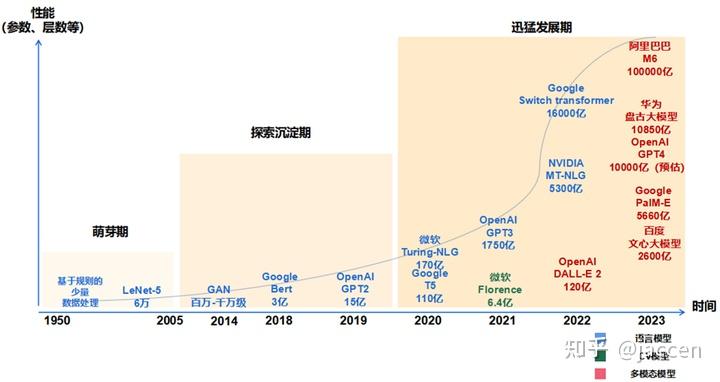 性能
（参数、层数等）
迅猛发展期
阿里巴巴
M6
100000亿
Google
Switch transformer
16000亿
华为
盘古大模型
10850亿
探索沉淀期
OpenAI
GPT4
10000亿（预估）
NVIDIA
MT-NLG
5300亿
Google
PalM-E
5660亿
萌芽期
OpenAI
GPT3
1750亿
百度
文心大模型
2600亿
微软
Turing-NLG
170亿
基于规则的
少量
数据处理
LeNet-5
6万
GAN
百万-千万级
Google
Bert
3亿
OpenAI
GPT2
15亿
Google
T5
110亿
微软
Florence
6.4亿
OpenAI
DALL-E 2
120亿
1950
2005
2014
2018
2019
2020
2021
2022
2023
时间
语言模型
CV模型
多模态模型
知乎 @jaccen